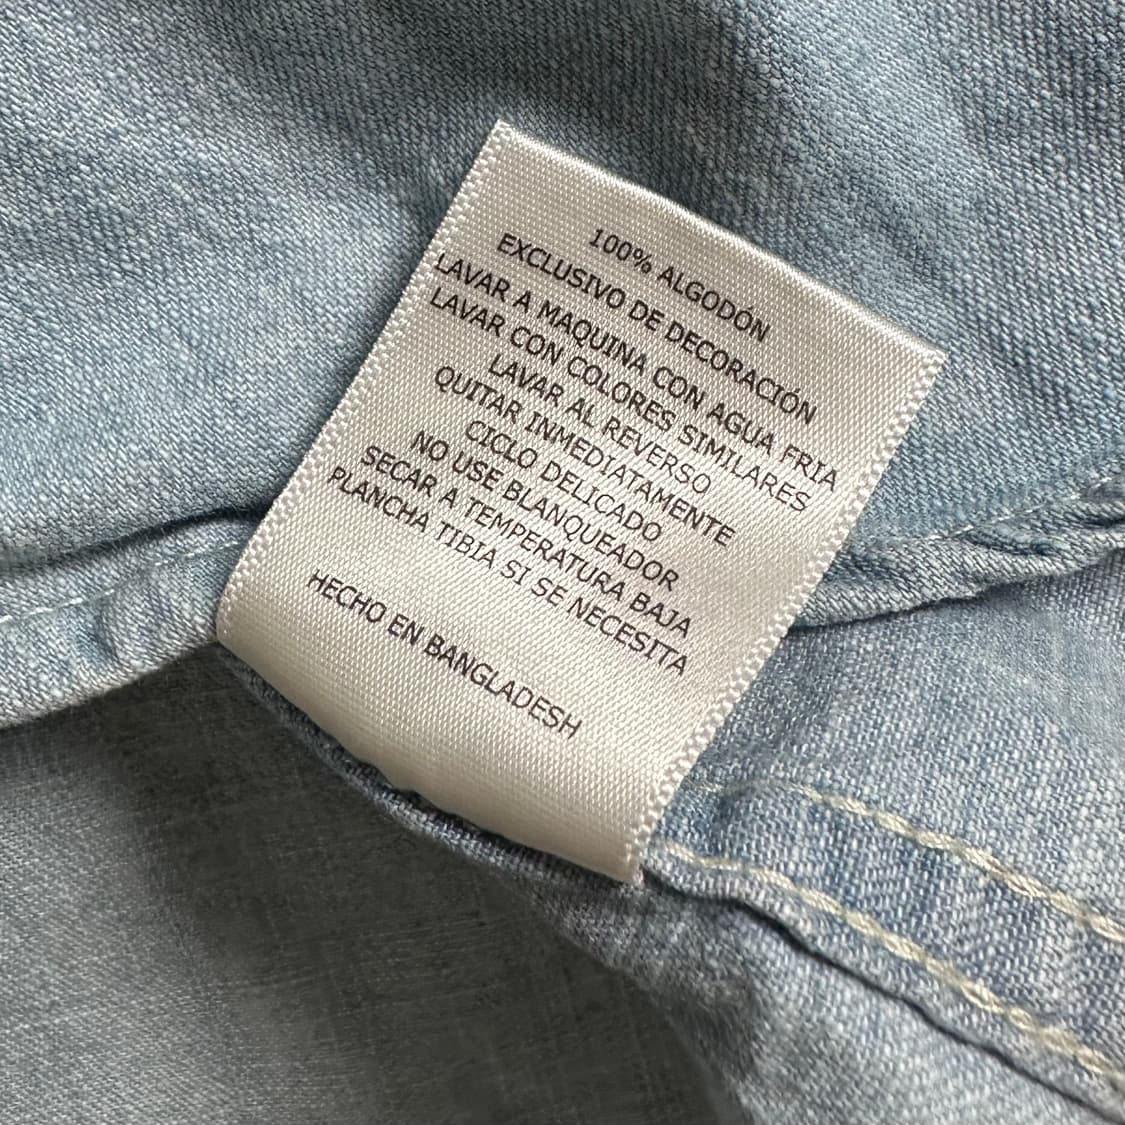 100% ALGODÓN
EXCLUSIVO DE DECORACIÓN
LAVAR A MAQUINA CON AGUA FRIA
LAVAR CON COLORES SIMILARES
LAVAR AL REVERSO
QUITAR INMEDIATAMENTE
CICLO DELICADO
NO USE BLANQUEADOR
SECAR A TEMPERATURA BAJA
PLANCHA TIBIA SI SE NECESITA
HECHO EN BANGLADESH